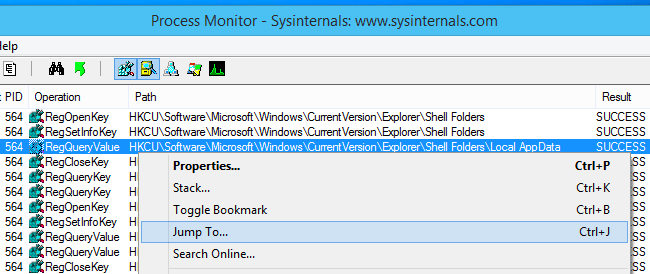 Process Monitor - Sysinternals: www.sysinternals.com
Help
PID Operation Path Result
564 RegOpenKey HKCU\Software\Microsoft\Windows\CurrentVersion\Explorer\Shell Folders SUCCESS
564 RegSetInfoKey HKCU\Software\Microsoft\Windows\CurrentVersion\Explorer\Shell Folders SUCCESS
564 RegQueryValue HKCU\Software\Microsoft\Windows\CurrentVersion\Explorer\Shell Folders\Local AppData SUCCESS
564 RegCloseKey
564 RegQueryKey
564 RegQueryKey
564 RegOpenKey
564 RegSetInfoKey
564 RegQueryValue
564 RegQueryValue
564 RegCloseKey
Properties... Ctrl+P
Stack... Ctrl+K
Toggle Bookmark Ctrl+B
Jump To... Ctrl+J
Search Online...